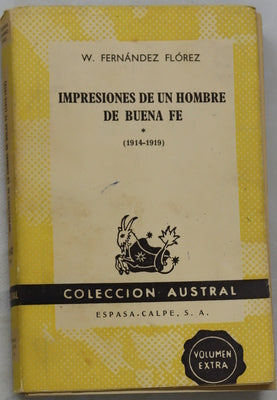 W. FERNÁNDEZ FLÓREZ
IMPRESIONES DE UN HOMBRE
DE BUENA FE
*
(1914-1919)
COLECCION AUSTRAL
ESPASA-CALPE, S. A.
VOLUMEN
EXTRA